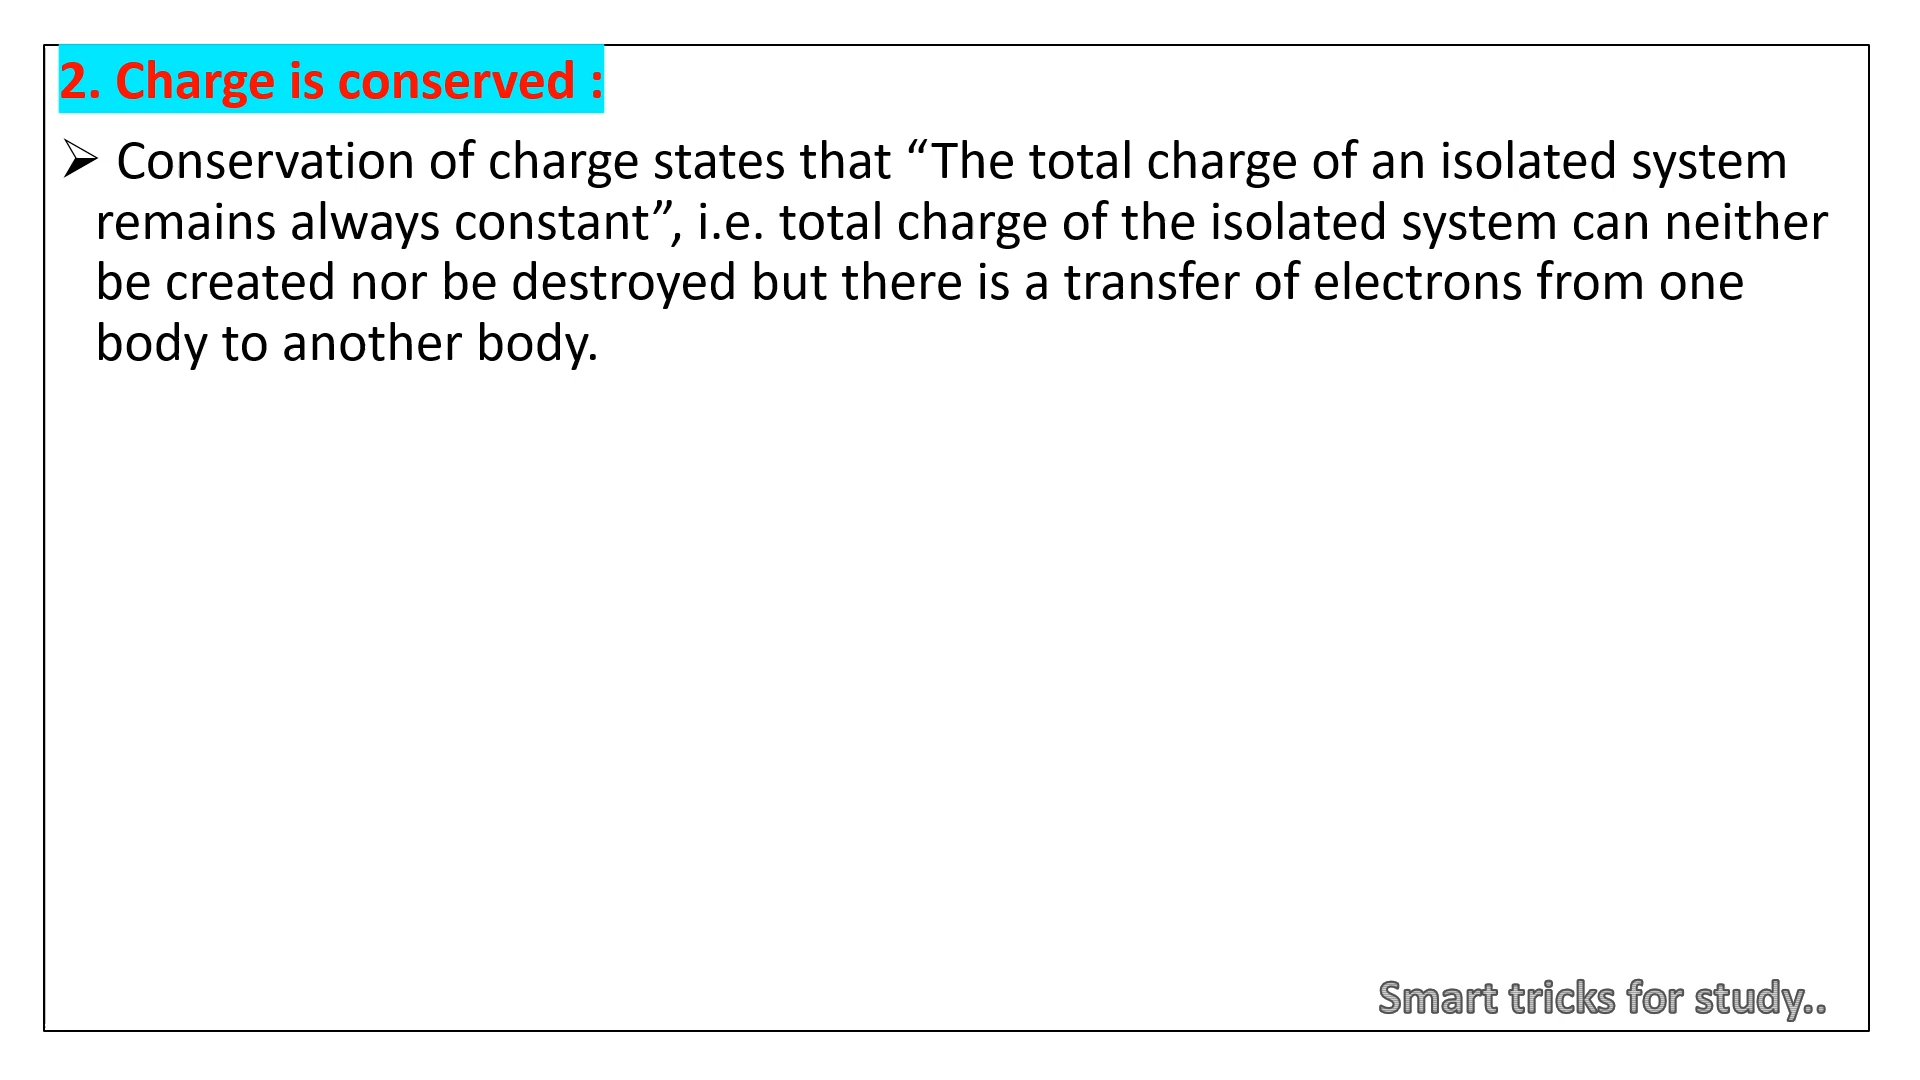 2. Charge is conserved :
➢ Conservation of charge states that “The total charge of an isolated system
remains always constant”, i.e. total charge of the isolated system can neither
be created nor be destroyed but there is a transfer of electrons from one
body to another body.
Smart tricks for study..